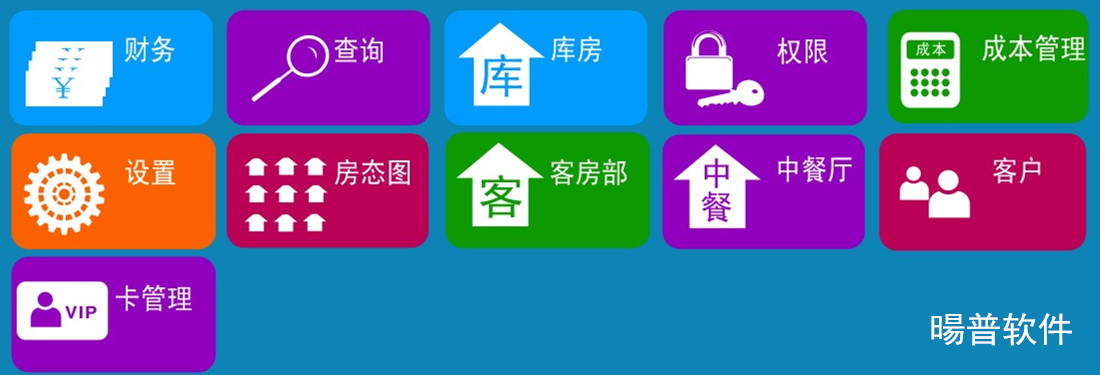 财务
¥
查询
库房
库
权限
成本管理
成本
设置
房态图
客房部
客
中餐厅
中
餐
客户
卡管理
VIP
暘普软件